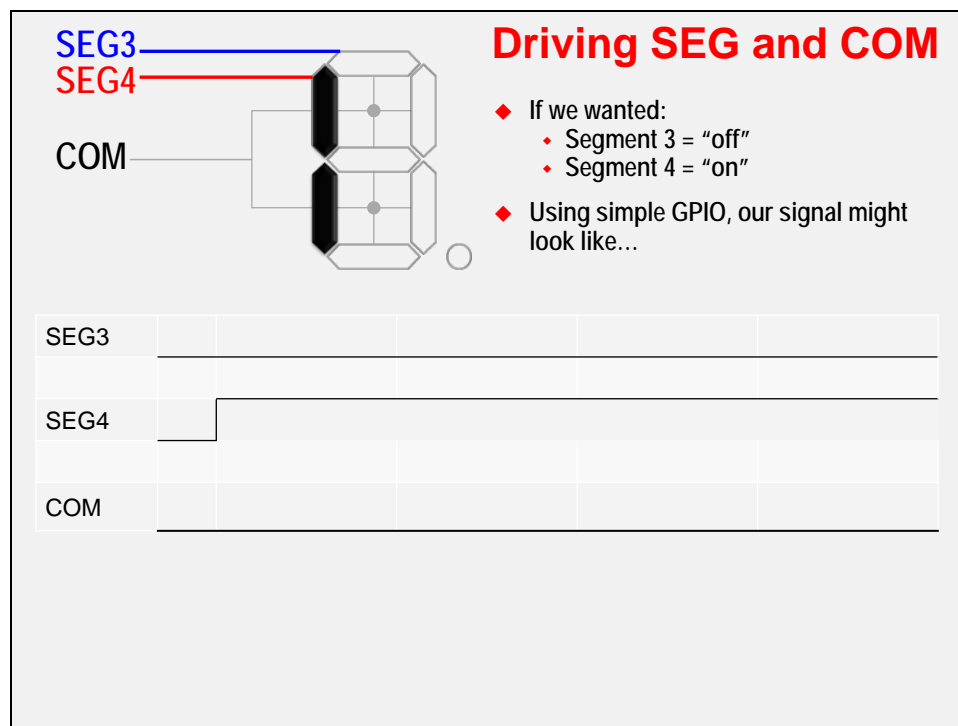 Driving SEG and COM
SEG3
SEG4
COM
If we wanted:
Segment 3 = “off”
Segment 4 = “on”
Using simple GPIO, our signal might
look like…
SEG3
SEG4
COM